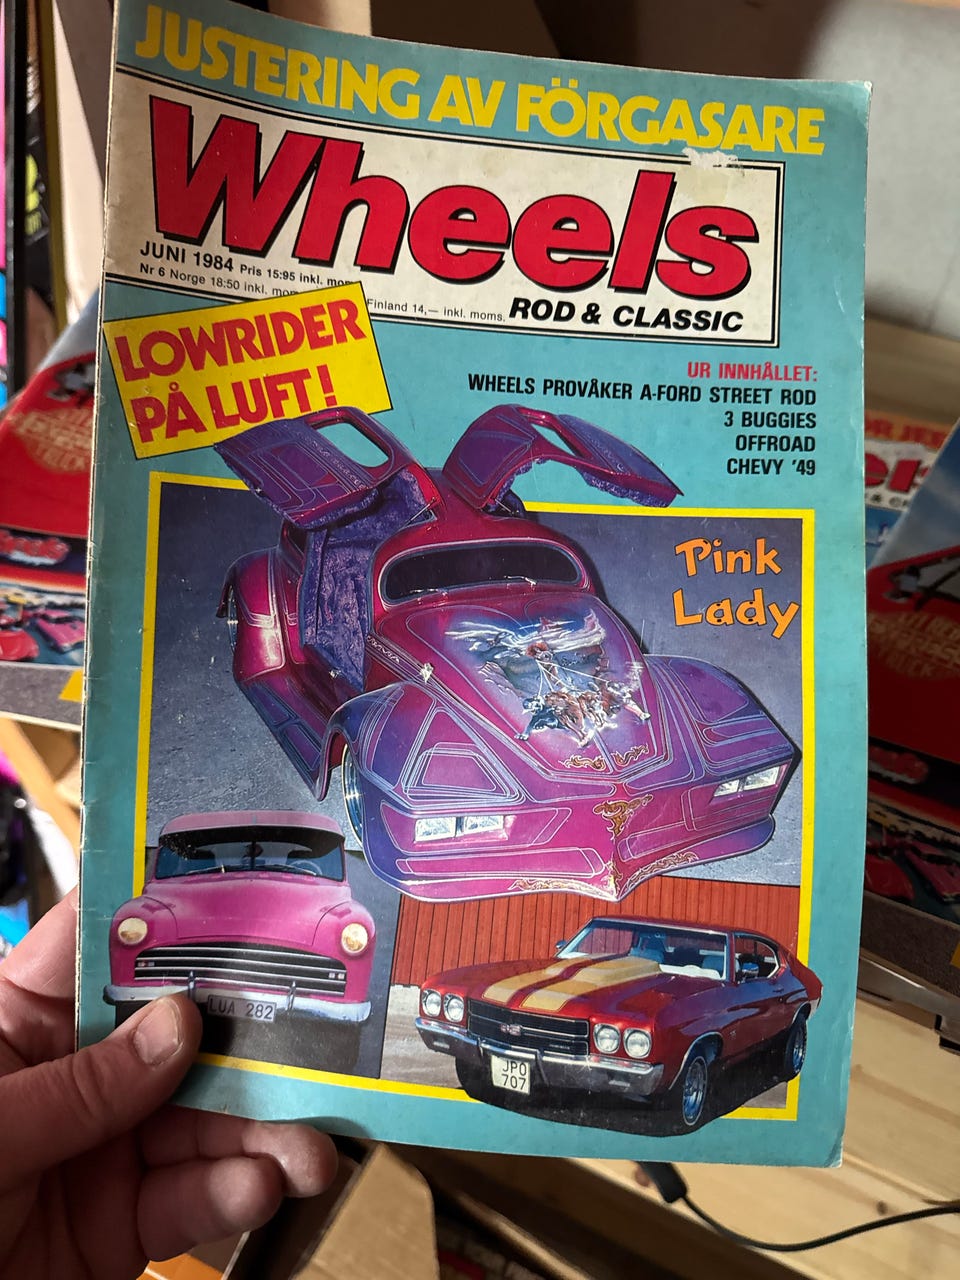 JUSTERING AV FÖRGASARE
Wheels
JUNI 1984 Pris 15:95 inkl.
Nr 6 Norge 18:50 inkl.
Finland 14,— inkl. moms.
ROD & CLASSIC
LOWRIDER
PÅ LUFT!
UR INNHÅLLET:
WHEELS PROVÅKER A-FORD STREET ROD
3 BUGGIES
OFFROAD
CHEVY '49
Pink
Lady
LUA 282
JPO
707